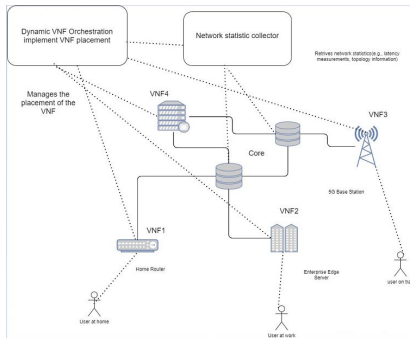 Dynamic VNF Orchestration
implement VNF placement
Network statistic collector
Retrives network statistics(e.g., latency
measurements, topology information)
Manages the
placement of the
VNF
VNF4
VNF3
Core
5G Base Station
VNF1
VNF2
Home Router
Enterprise Edge
Server
User at home
User at work
user on